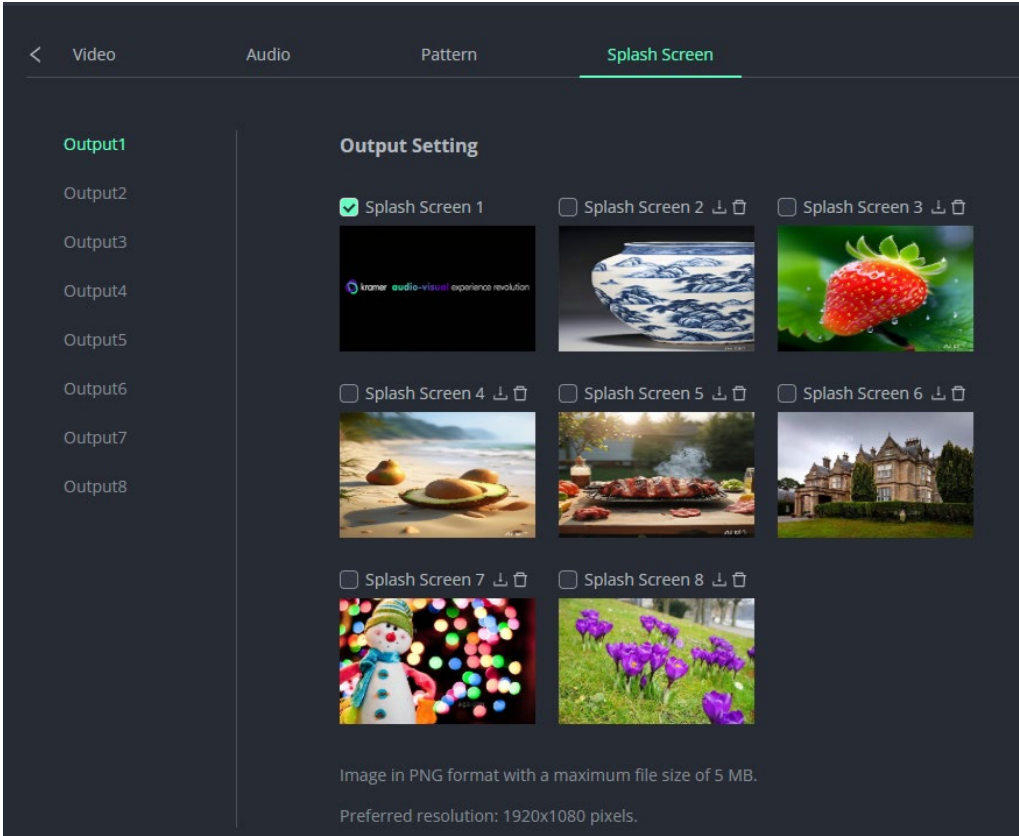 Video Audio Pattern Splash Screen
Output1
Output2
Output3
Output4
Output5
Output6
Output7
Output8
Output Setting
Splash Screen 1 Splash Screen 2 Splash Screen 3
kramer audio-visual experience revolution
Splash Screen 4 Splash Screen 5 Splash Screen 6
Splash Screen 7 Splash Screen 8
Image in PNG format with a maximum file size of 5 MB.
Preferred resolution: 1920x1080 pixels.